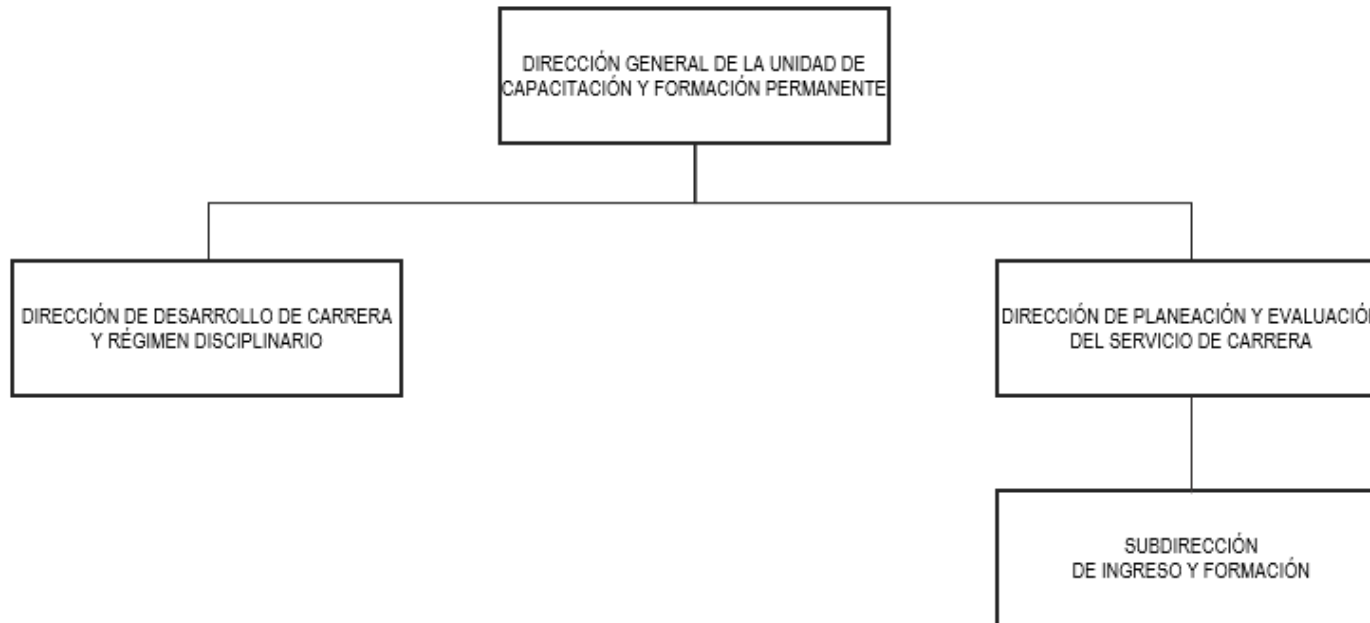 DIRECCIÓN GENERAL DE LA UNIDAD DE
CAPACITACIÓN Y FORMACIÓN PERMANENTE
DIRECCIÓN DE DESARROLLO DE CARRERA
Y RÉGIMEN DISCIPLINARIO
DIRECCIÓN DE PLANEACIÓN Y EVALUACIÓN
DEL SERVICIO DE CARRERA
SUBDIRECCIÓN
DE INGRESO Y FORMACIÓN